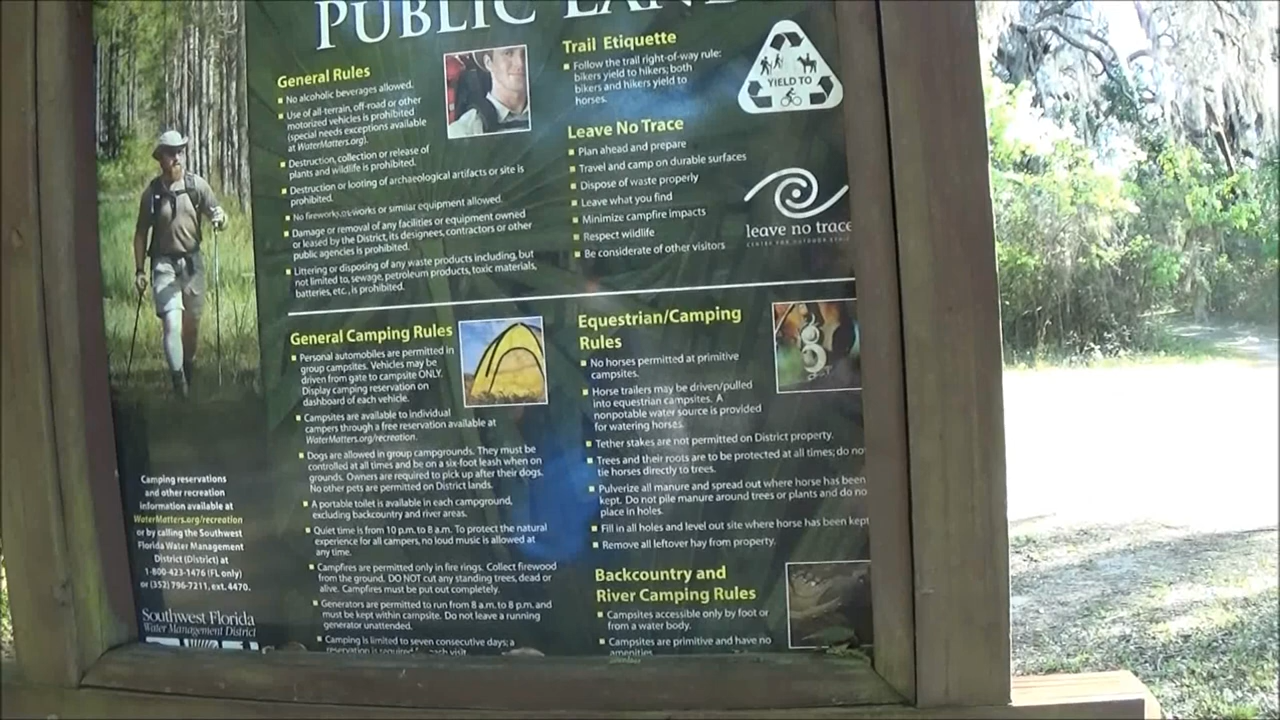 PUBLIC LAND
General Rules
No alcoholic beverages allowed.
Use of all-terrain, off-road or other
motorized vehicles is prohibited
(special needs exceptions available
at WaterMatters.org).
Destruction, collection or release of
plants and wildlife is prohibited.
Destruction or looting of archaeological artifacts or site is
prohibited.
or similar equipment allowed.
Damage or removal of any facilities or equipment owned
or leased by the District, its designees, contractors or other
public agencies is prohibited.
Littering or disposing of any waste products including, but
not limited to, sewage, petroleum products, toxic materials,
batteries, etc., is prohibited.
Trail Etiquette
Follow the trail right-of-way rule:
bikers yield to hikers; both
bikers and hikers yield to
horses.
YIELD TO
Leave No Trace
Plan ahead and prepare
Travel and camp on durable surfaces
Dispose of waste properly
Leave what you find
Minimize campfire impacts
Respect wildlife
Be considerate of other visitors
leave no trace
General Camping Rules
Personal automobiles are permitted in
group campsites. Vehicles may be
driven from gate to campsite ONLY.
Display camping reservation on
dashboard of each vehicle.
Campsites are available to individual
campers through a free reservation available at
WaterMatters.org/recreation.
Dogs are allowed in group campgrounds. They must be
controlled at all times and be on a six-foot leash when on
grounds. Owners are required to pick up after their dogs.
No other pets are permitted on District lands.
A portable toilet is available in each campground,
excluding backcountry and river areas.
Quiet time is from 10 p.m. to 8 a.m. To protect the natural
experience for all campers, no loud music is allowed at
any time.
Campfires are permitted only in fire rings. Collect firewood
from the ground. DO NOT cut any standing trees, dead or
alive. Campfires must be put out completely.
Generators are permitted to run from 8 a.m. to 8 p.m. and
must be kept within campsite. Do not leave a running
generator unattended.
Camping is limited to seven consecutive days; a
reservation is required each visit
Equestrian/Camping
Rules
No horses permitted at primitive
campsites.
Horse trailers may be driven/pulled
into equestrian campsites. A
nonpotable water source is provided
for watering horses.
Tether stakes are not permitted on District property.
Trees and their roots are to be protected at all times; do no
tie horses directly to trees.
Pulverize all manure and spread out where horse has been
kept. Do not pile manure around trees or plants and do no
place in holes.
Fill in all holes and level out site where horse has been kept
Remove all leftover hay from property.
Backcountry and
River Camping Rules
Campsites accessible only by foot or
from a water body.
Campsites are primitive and have no
amenities
Camping reservations
and other recreation
information available at
WaterMatters.org/recreation
or by calling the Southwest
Florida Water Management
District (District) at
1-800-423-1476 (FL only)
or (352) 796-7211, ext. 4470.
Southwest Florida
Water Management District